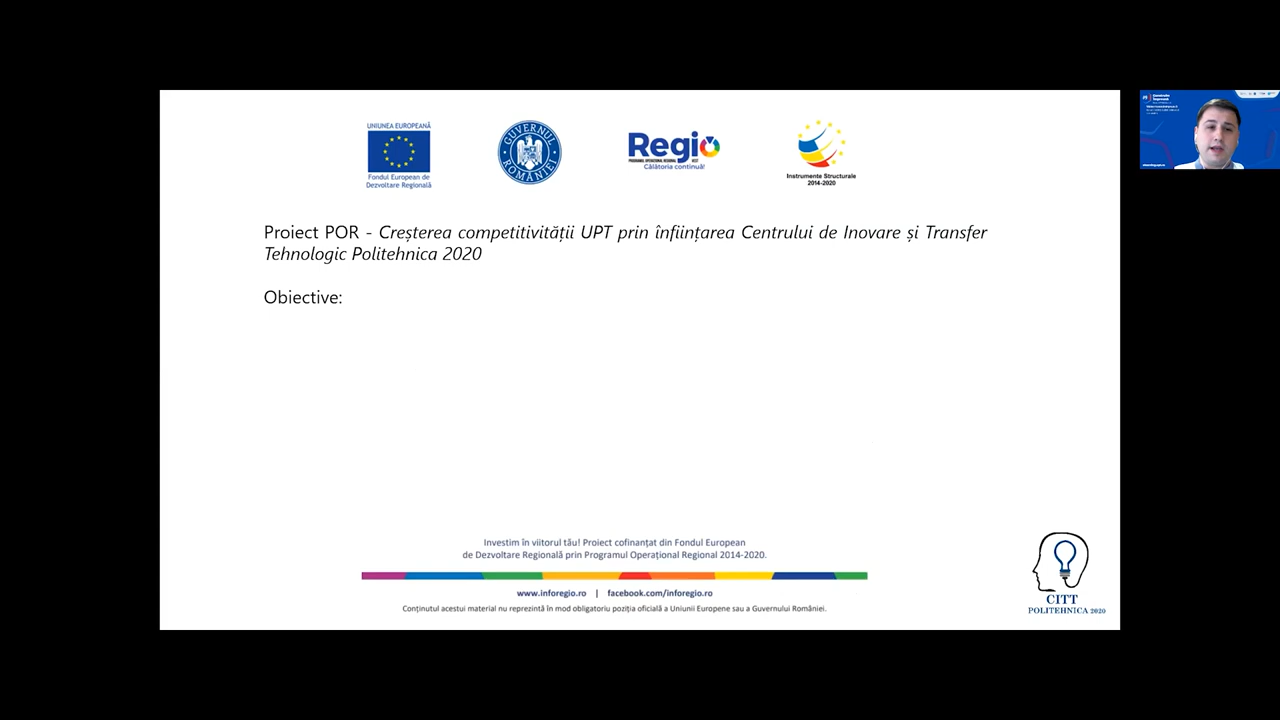 UNIUNEA EUROPEANĂ
Fondul European de
Dezvoltare Regională
GUVERNUL ROMÂNIEI
Regio
PROGRAMUL OPERAȚIONAL REGIONAL
Călătoria continuă!
Instrumente Structurale
2014-2020
Proiect POR - Creșterea competitivității UPT prin înființarea Centrului de Inovare și Transfer
Tehnologic Politehnica 2020
Obiective:
Investim în viitorul tău! Proiect cofinanțat din Fondul European
de Dezvoltare Regională prin Programul Operațional Regional 2014-2020.
www.inforegio.ro | facebook.com/inforegio.ro
Conținutul acestui material nu reprezintă în mod obligatoriu poziția oficială a Uniunii Europene sau a Guvernului României.
CITT
POLITEHNICA 2020